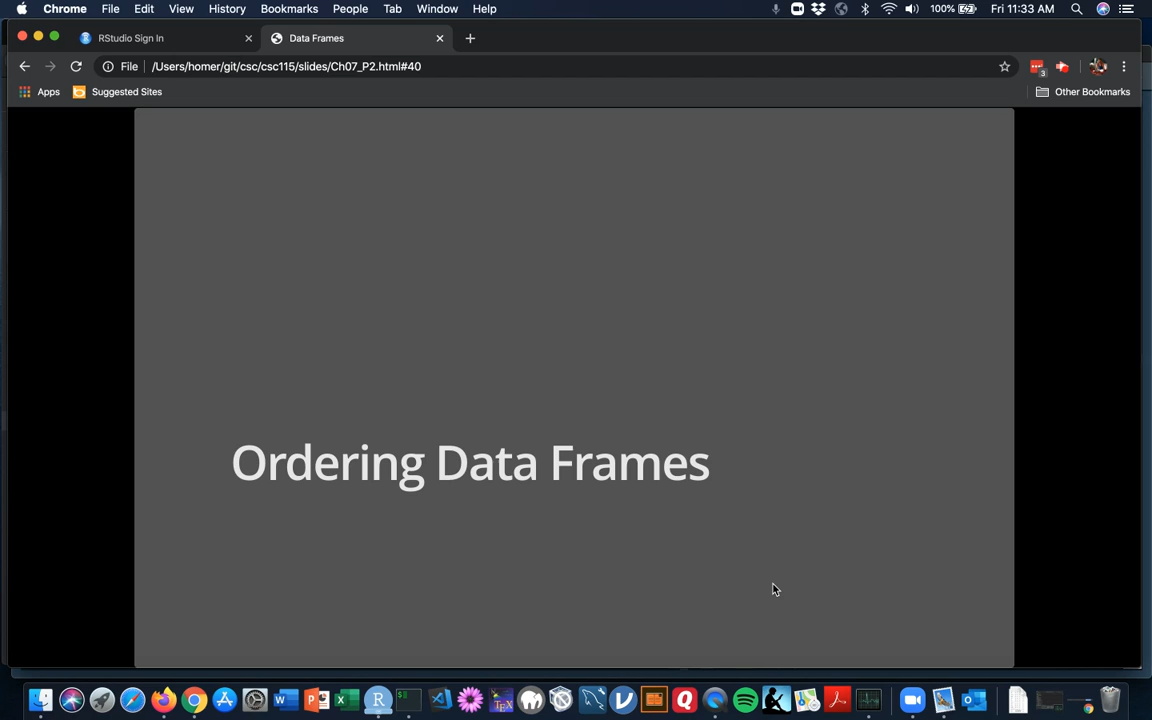 Chrome File Edit View History Bookmarks People Tab Window Help 100% Fri 11:33 AM
RStudio Sign In Data Frames
File /Users/homer/git/csc/csc115/slides/Ch07_P2.html#40 3
Apps Suggested Sites Other Bookmarks
Ordering Data Frames